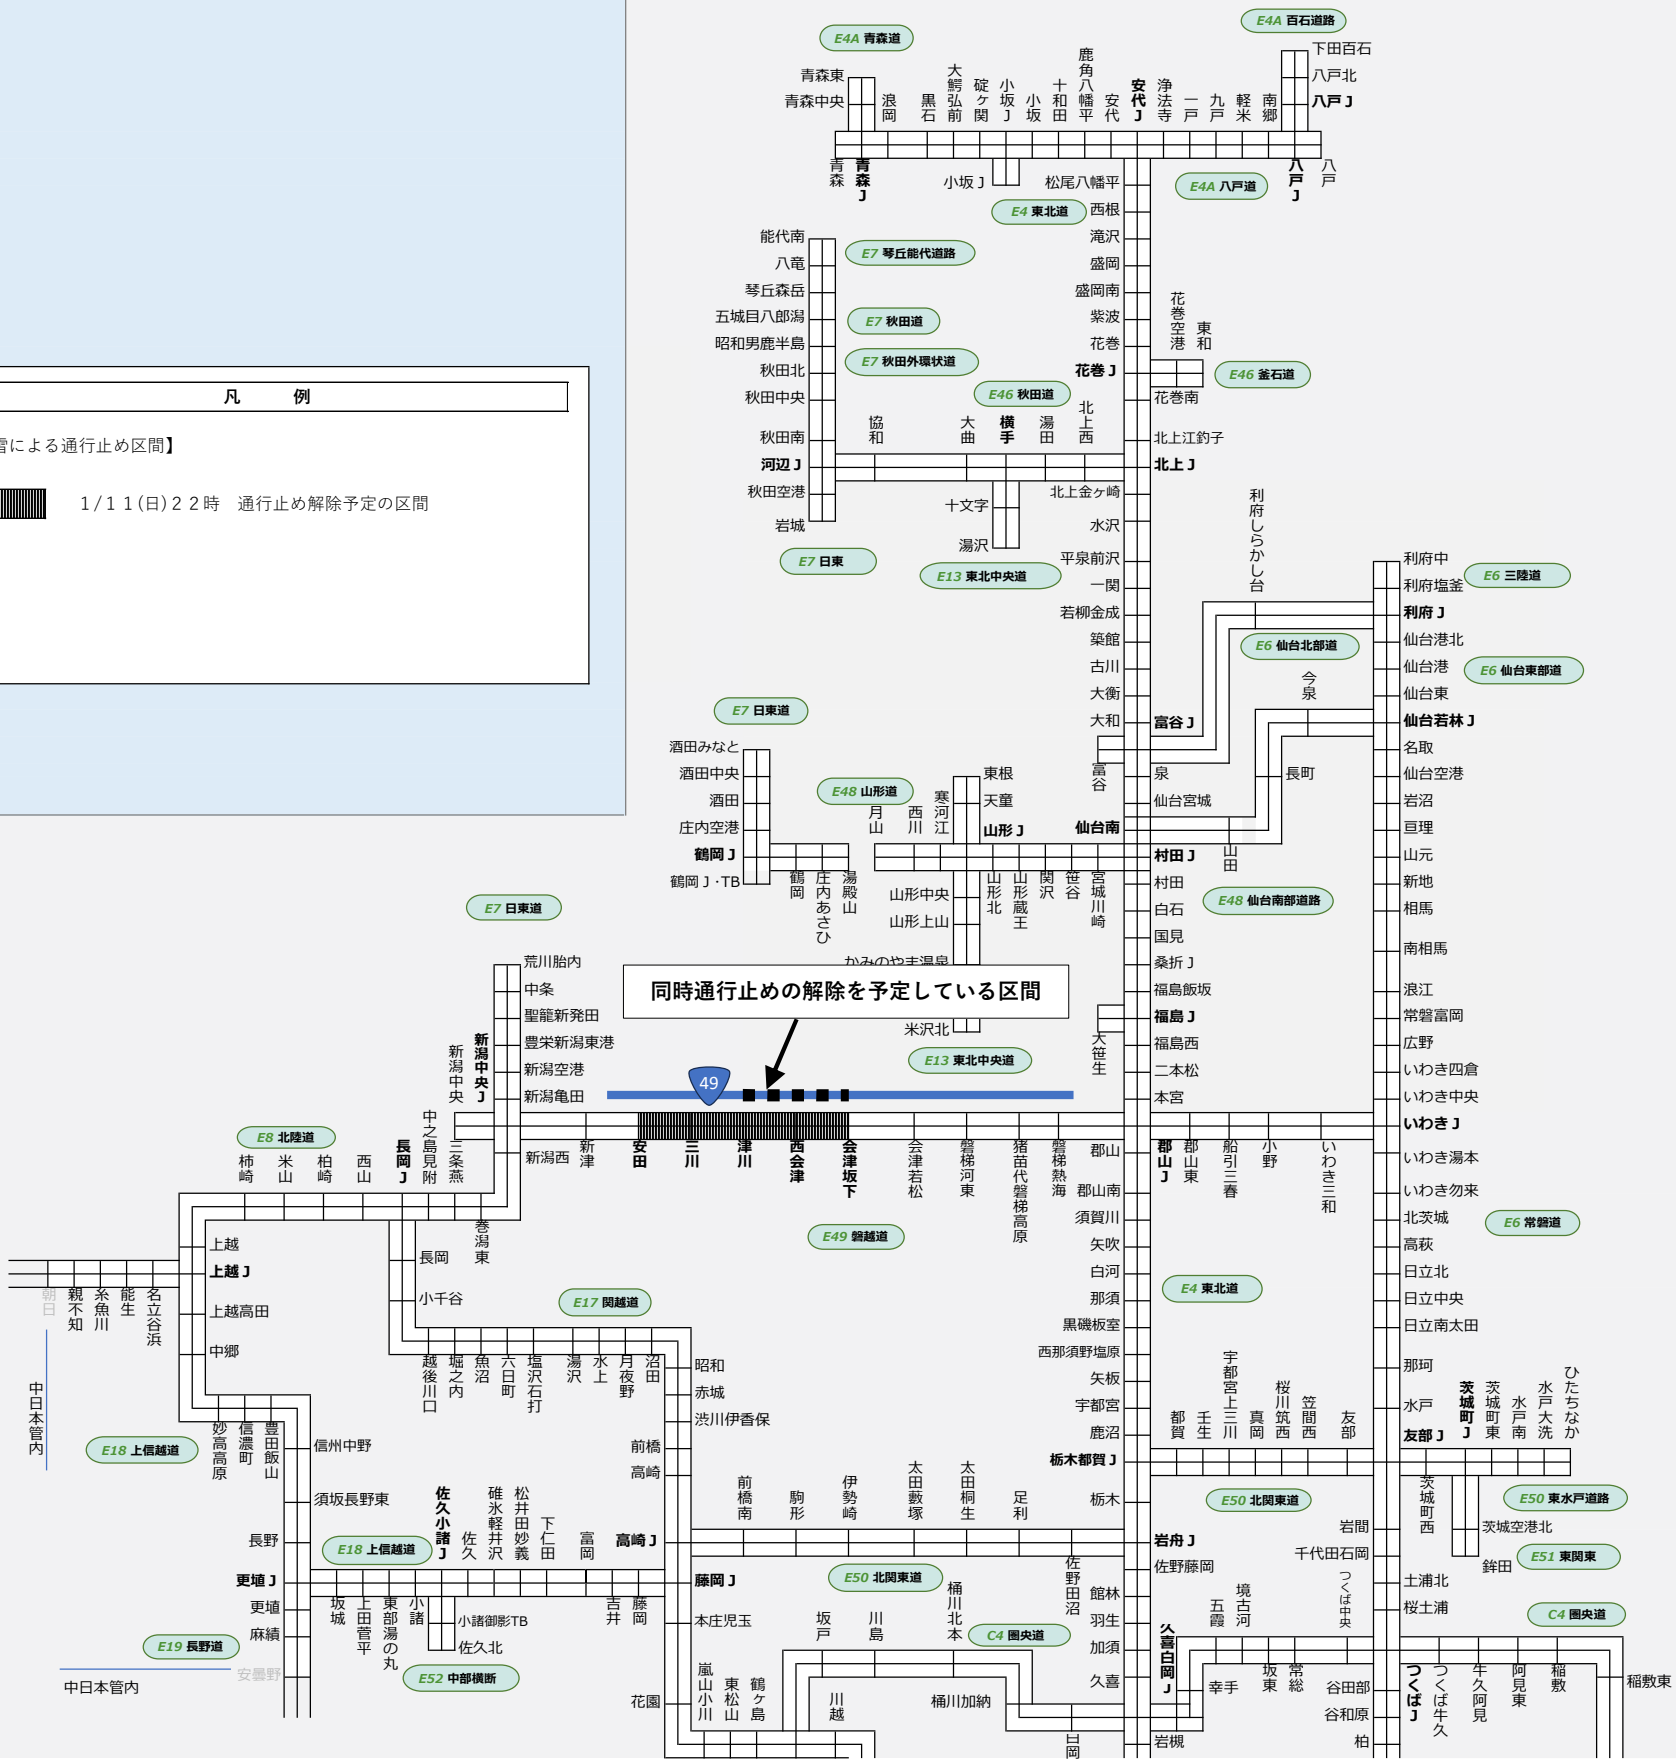 E4A 青森道
E4A 百石道路
下田百石
八戸北
八戸Ｊ
青森東
青森中央
浪岡
黒石
大鰐弘前
碇ヶ関
小坂Ｊ
小坂
十和田
鹿角八幡平
安代
安代Ｊ
浄法寺
一戸
九戸
軽米
南郷
青森
青森Ｊ
小坂Ｊ
松尾八幡平
E4A 八戸道
八戸Ｊ
八戸
E4 東北道
西根
滝沢
盛岡
盛岡南
紫波
花巻
花巻Ｊ
花巻空港
東和
E46 釜石道
花巻南
能代南
八竜
琴丘森岳
五城目八郎潟
昭和男鹿半島
秋田北
秋田中央
秋田南
河辺Ｊ
秋田空港
岩城
E7 琴丘能代道路
E7 秋田道
E7 秋田外環状道
E46 秋田道
協和
大曲
横手
湯田
北上西
北上江釣子
北上Ｊ
十文字
湯沢
E7 日東
E13 東北中央道
凡　例
雪による通行止め区間】
1/１１(日)２２時　通行止め解除予定の区間
北上金ヶ崎
水沢
平泉前沢
一関
若柳金成
築館
古川
大衡
大和
富谷Ｊ
富谷
泉
仙台宮城
仙台南
村田Ｊ
村田
白石
国見
桑折Ｊ
福島飯坂
福島Ｊ
福島西
大笹生
二本松
本宮
利府しらかし台
利府中
利府塩釜
E6 三陸道
利府Ｊ
E6 仙台北部道
仙台港北
仙台港
E6 仙台東部道
今泉
仙台東
仙台若林Ｊ
名取
長町
仙台空港
岩沼
亘理
山田
山元
新地
E48 仙台南部道路
相馬
南相馬
浪江
常磐富岡
広野
いわき四倉
いわき中央
いわきＪ
E7 日東道
酒田みなと
酒田中央
酒田
庄内空港
鶴岡Ｊ
鶴岡Ｊ･TB
鶴岡
庄内あさひ
湯殿山
E48 山形道
月山
西川
寒河江
東根
天童
山形Ｊ
山形中央
山形上山
かみのやま温泉
米沢北
山形北
山形蔵王
関沢
笹谷
宮城川崎
E13 東北中央道
E7 日東道
荒川胎内
中条
聖籠新発田
豊栄新潟東港
新潟空港
新潟亀田
新潟中央
新潟中央Ｊ
同時通行止めの解除を予定している区間
49
新潟西
新津
安田
三川
津川
西会津
会津坂下
会津若松
磐梯河東
猪苗代磐梯高原
磐梯熱海
郡山
郡山Ｊ
郡山東
船引三春
小野
いわき三和
E49 磐越道
E8 北陸道
柿崎
米山
柏崎
西山
長岡Ｊ
中之島見附
三条燕
巻潟東
上越
上越Ｊ
上越高田
中郷
朝日
親不知
糸魚川
能生
名立谷浜
中日本管内
長岡
小千谷
E17 関越道
越後川口
堀之内
魚沼
六日町
塩沢石打
湯沢
水上
月夜野
沼田
昭和
赤城
渋川伊香保
前橋
高崎
高崎Ｊ
妙高高原
信濃町
豊田飯山
E18 上信越道
信州中野
須坂長野東
長野
更埴Ｊ
更埴
麻績
安曇野
E19 長野道
中日本管内
E18 上信越道
佐久小諸Ｊ
佐久
碓氷軽井沢
松井田妙義
下仁田
富岡
坂城
上田菅平
東部湯の丸
小諸
小諸御影TB
佐久北
E52 中部横断
吉井
藤岡
藤岡Ｊ
本庄児玉
花園
嵐山小川
東松山
鶴ヶ島
前橋南
駒形
伊勢崎
太田藪塚
太田桐生
足利
佐野田沼
E50 北関東道
坂戸
川島
桶川北本
C4 圏央道
川越
桶川加納
白岡
郡山南
須賀川
矢吹
白河
那須
黒磯板室
西那須野塩原
矢板
宇都宮
鹿沼
栃木都賀Ｊ
栃木
岩舟Ｊ
佐野藤岡
館林
羽生
加須
久喜
久喜白岡Ｊ
岩槻
E4 東北道
都賀
壬生
宇都宮上三川
真岡
桜川筑西
笠間西
友部
E50 北関東道
いわき湯本
いわき勿来
北茨城
E6 常磐道
高萩
日立北
日立中央
日立南太田
那珂
水戸
友部Ｊ
茨城町Ｊ
茨城町東
水戸南
水戸大洗
ひたちなか
茨城町西
E50 東水戸道路
茨城空港北
鉾田
E51 東関東
岩間
千代田石岡
土浦北
桜土浦
つくば中央
五霞
境古河
幸手
坂東
常総
谷田部
谷和原
柏
つくばＪ
つくば牛久
牛久阿見
阿見東
稲敷
稲敷東
C4 圏央道